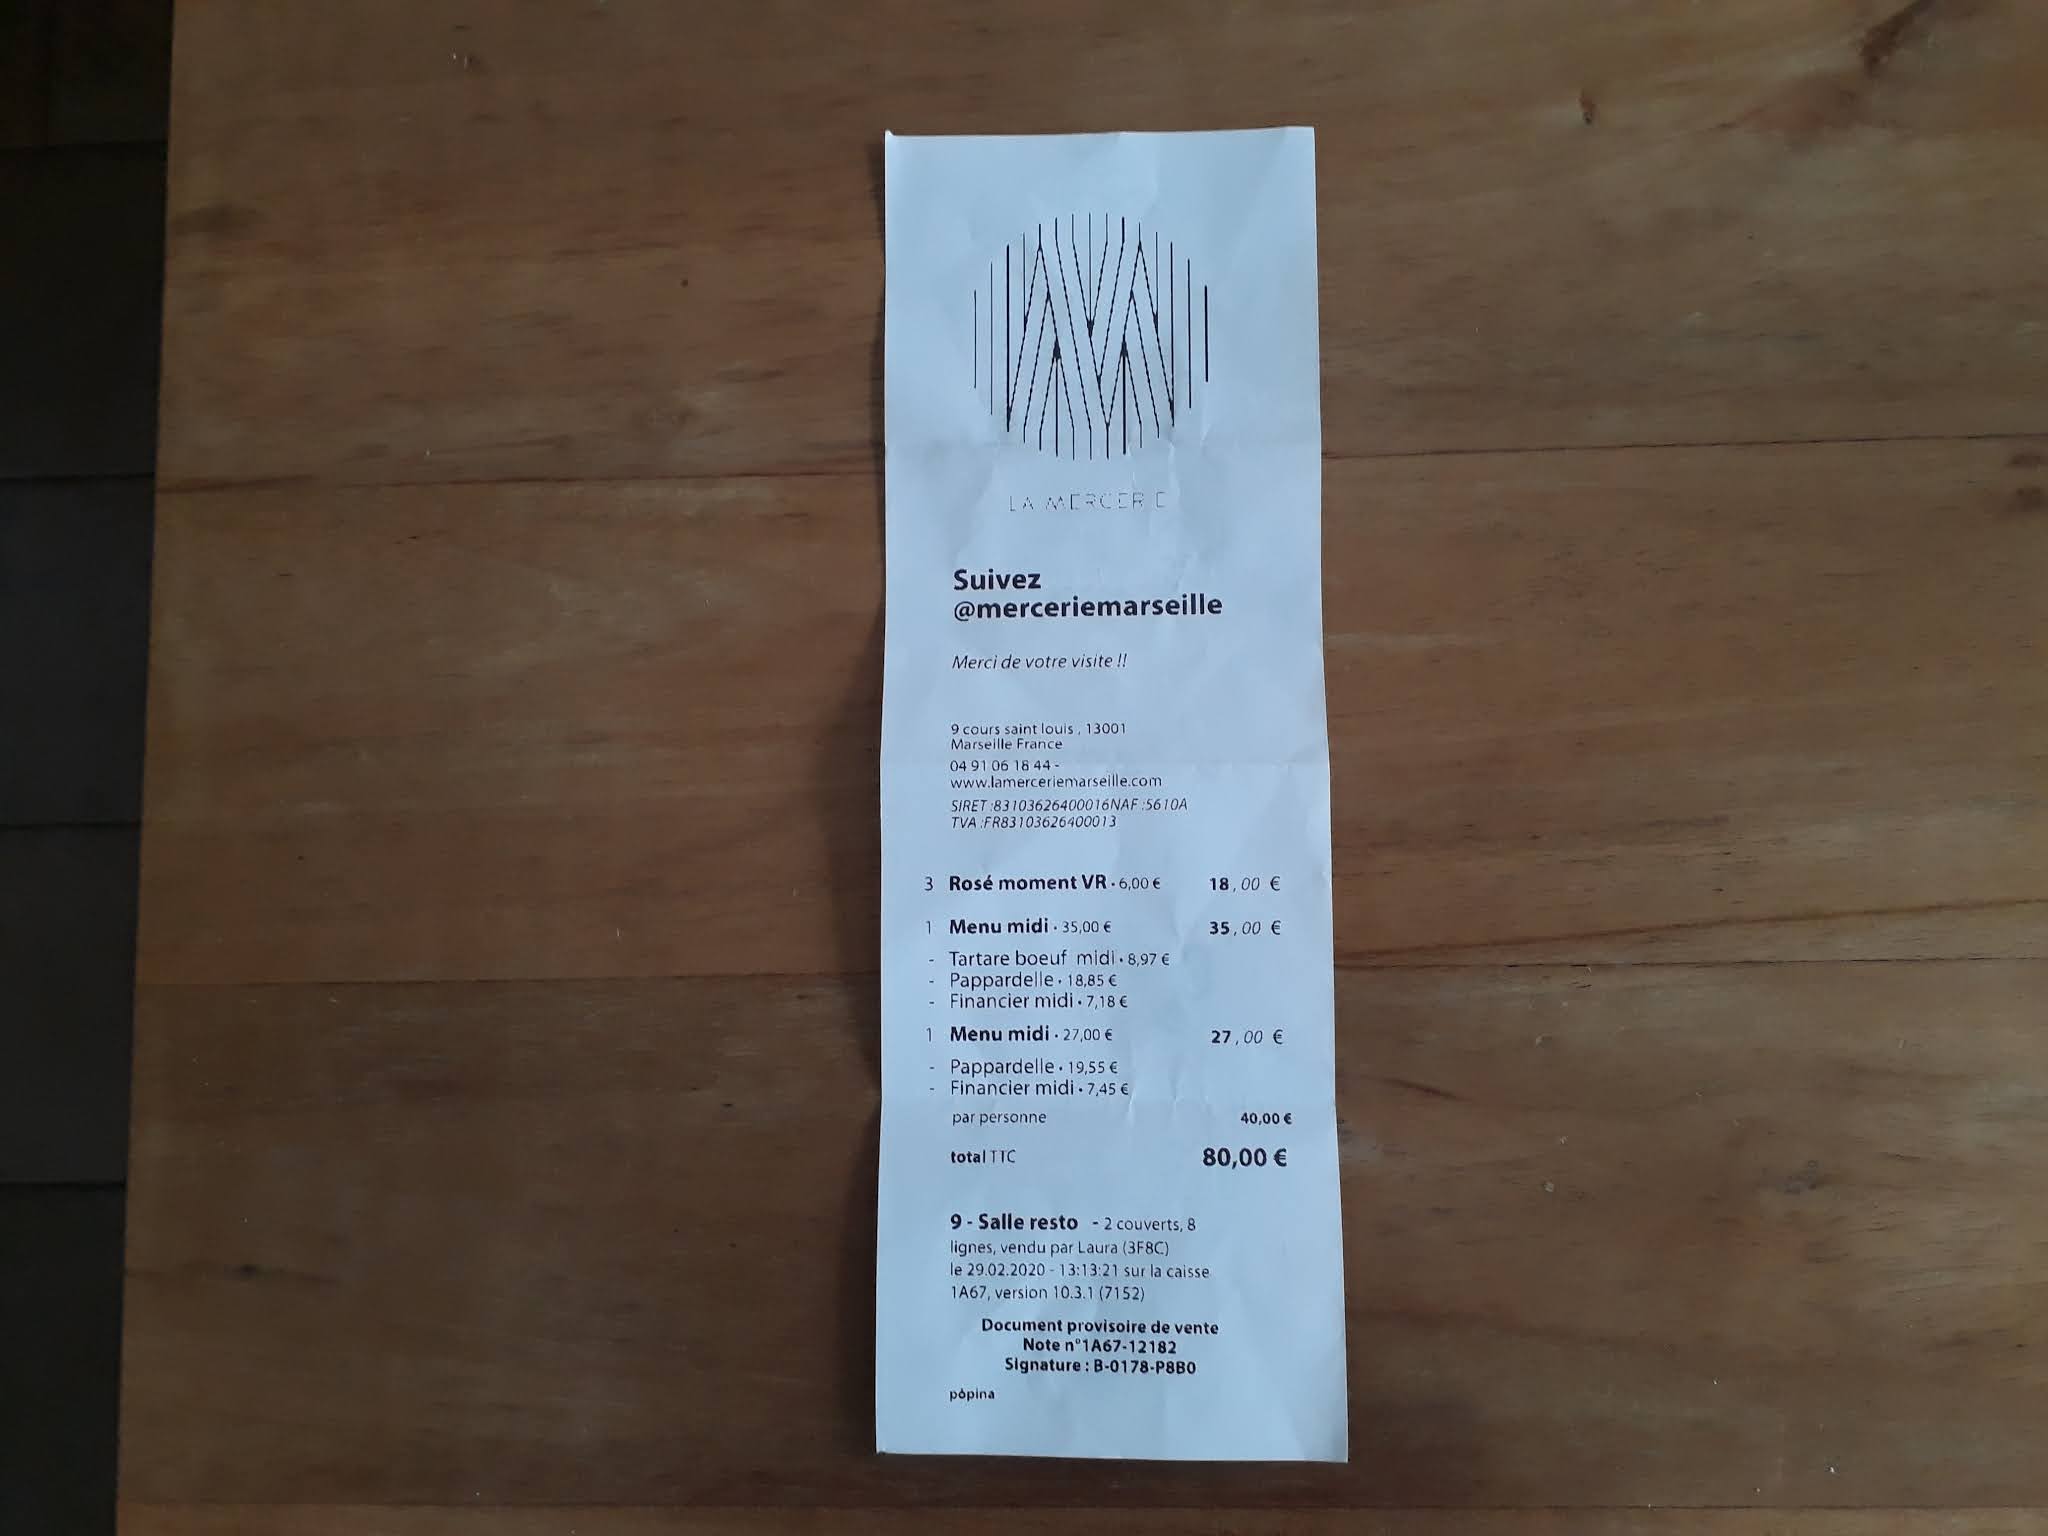 LA MERCERIE
Suivez
@merceriemarseille
Merci de votre visite !!
9 cours saint louis , 13001
Marseille France
04 91 06 18 44 -
www.lamerceriemarseille.com
SIRET :83103626400016NAF :5610A
TVA :FR83103626400013
3 Rosé moment VR • 6,00 € 18,00 €
1 Menu midi • 35,00 € 35,00 €
- Tartare boeuf midi • 8,97 €
- Pappardelle • 18,85 €
- Financier midi • 7,18 €
1 Menu midi • 27,00 € 27,00 €
- Pappardelle • 19,55 €
- Financier midi • 7,45 €
par personne 40,00 €
total TTC 80,00 €
9 - Salle resto - 2 couverts, 8
lignes, vendu par Laura (3F8C)
le 29.02.2020 - 13:13:21 sur la caisse
1A67, version 10.3.1 (7152)
Document provisoire de vente
Note n°1A67-12182
Signature : B-0178-P8B0
pòpina